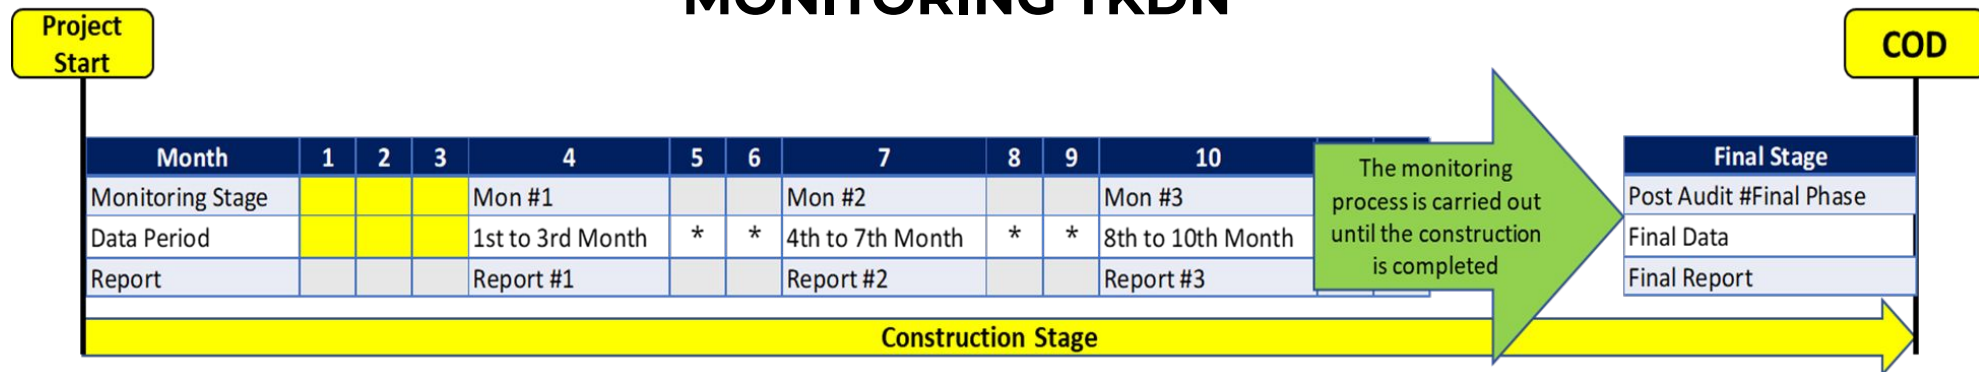 MONITORING TKDN
Project
Start
COD
Month 1 2 3 4 5 6 7 8 9 10
Monitoring Stage Mon #1 Mon #2 Mon #3
Data Period 1st to 3rd Month * * 4th to 7th Month * * 8th to 10th Month
Report Report #1 Report #2 Report #3
The monitoring
process is carried out
until the construction
is completed
Final Stage
Post Audit #Final Phase
Final Data
Final Report
Construction Stage